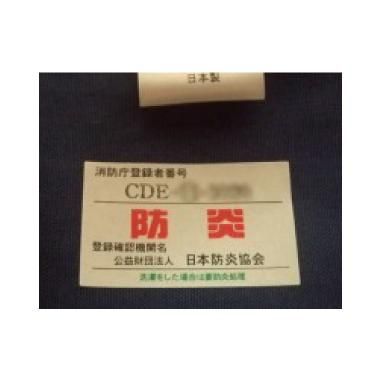 日本製
消防庁登録者番号
CDE
防炎
登録確認機関名
公益財団法人 日本防炎協会
洗濯をした場合は要防炎処理